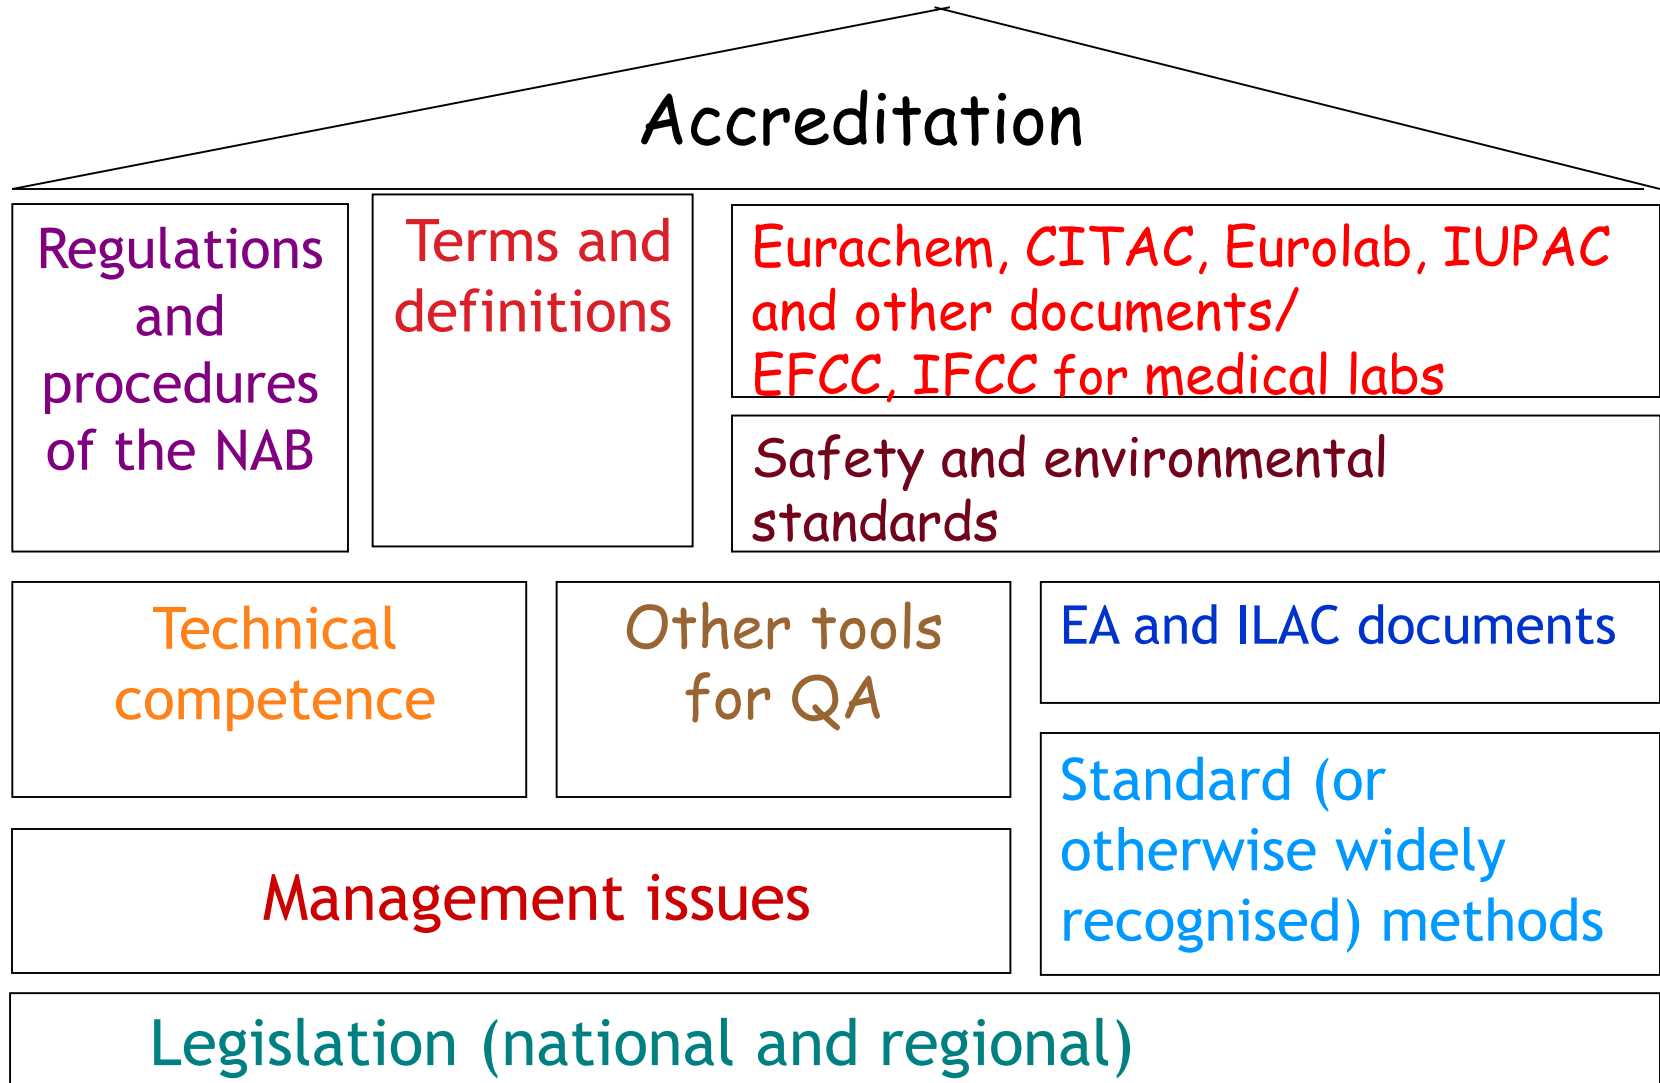 Accreditation
Regulations
and
procedures
of the NAB
Terms and
definitions
Eurachem, CITAC, Eurolab, IUPAC
and other documents/
EFCC, IFCC for medical labs
Safety and environmental
standards
Technical
competence
Other tools
for QA
EA and ILAC documents
Standard (or
otherwise widely
recognised) methods
Management issues
Legislation (national and regional)